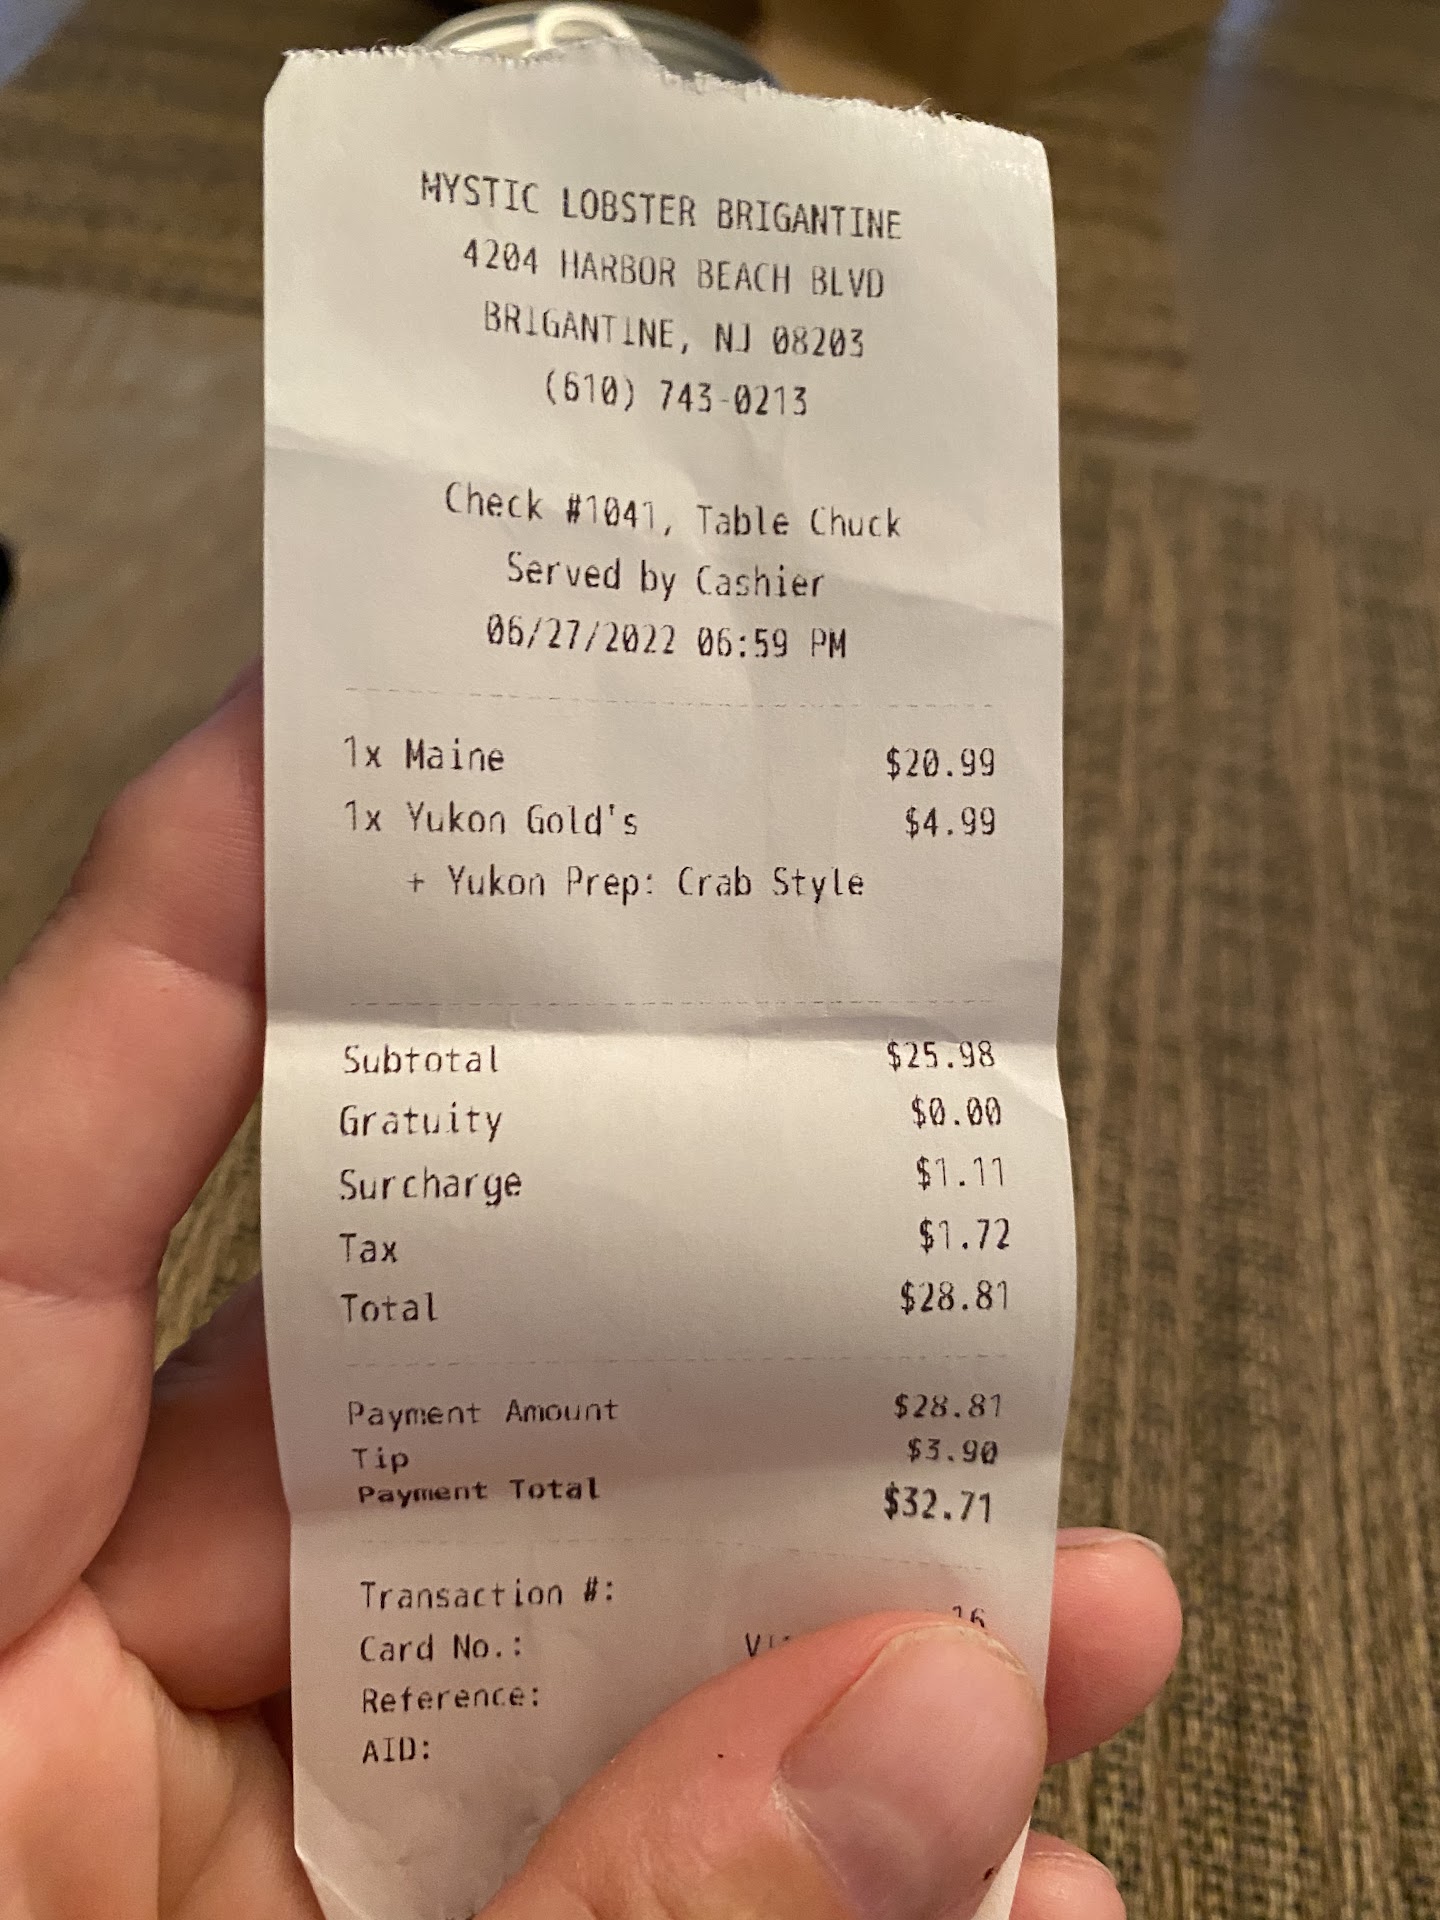 MYSTIC LOBSTER BRIGANTINE
4204 HARBOR BEACH BLVD
BRIGANTINE, NJ 08203
(610) 743-0213
Check #1041, Table Chuck
Served by Cashier
06/27/2022 06:59 PM
1x Maine $20.99
1x Yukon Gold's $4.99
+ Yukon Prep: Crab Style
Subtotal $25.98
Gratuity $0.00
Surcharge $1.11
Tax $1.72
Total $28.81
Payment Amount $28.81
Tip $3.90
Payment Total $32.71
Transaction #:
Card No.:
Reference:
AID: